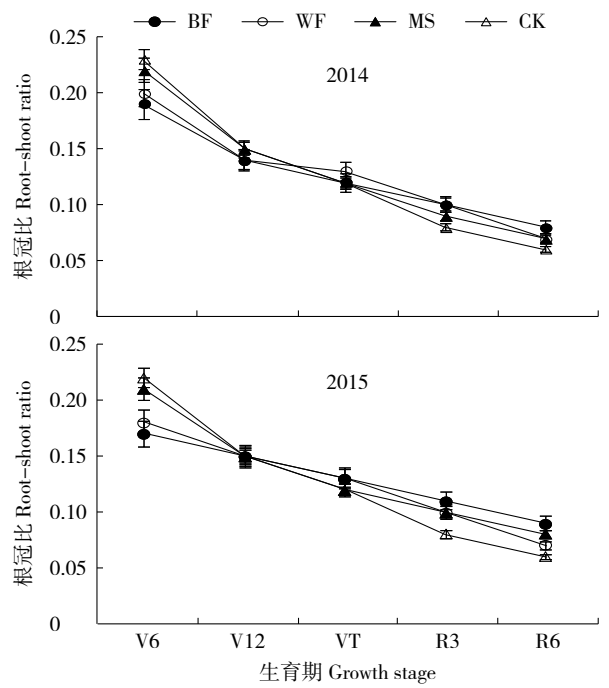 BF WF MS CK
0.25
2014
0.20
0.15
0.10
0.05
0
根冠比 Root-shoot ratio
0.25
2015
0.20
0.15
0.10
0.05
0
根冠比 Root-shoot ratio
V6 V12 VT R3 R6
生育期 Growth stage